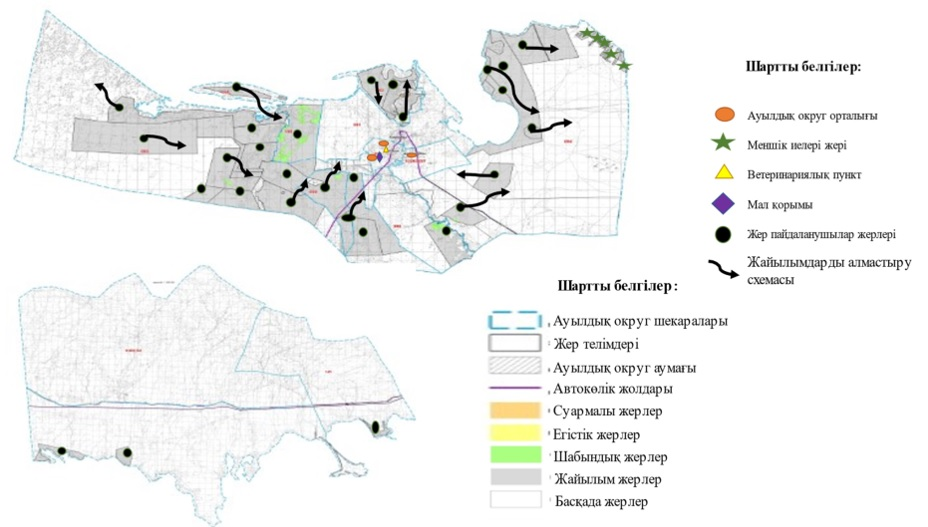 Шартты белгілер:
Ауылдық округ орталығы
Меншік иелері жері
Ветеринариялық пункт
Мал қорымы
Жер пайдаланушылар жерлері
Жайылымдарды алмастыру
схемасы
Шартты белгілер:
Ауылдық округ шекаралары
Жер телімдері
Ауылдық округ аумағы
Автокөлік жолдары
Суармалы жерлер
Егістік жерлер
Шабындық жерлер
Жайылым жерлер
Басқада жерлер